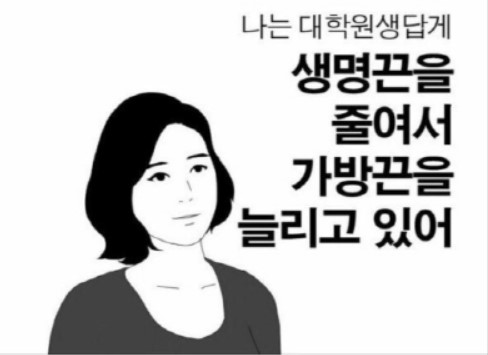 나는 대학원생답게
생명끈을
줄여서
가방끈을
늘리고 있어